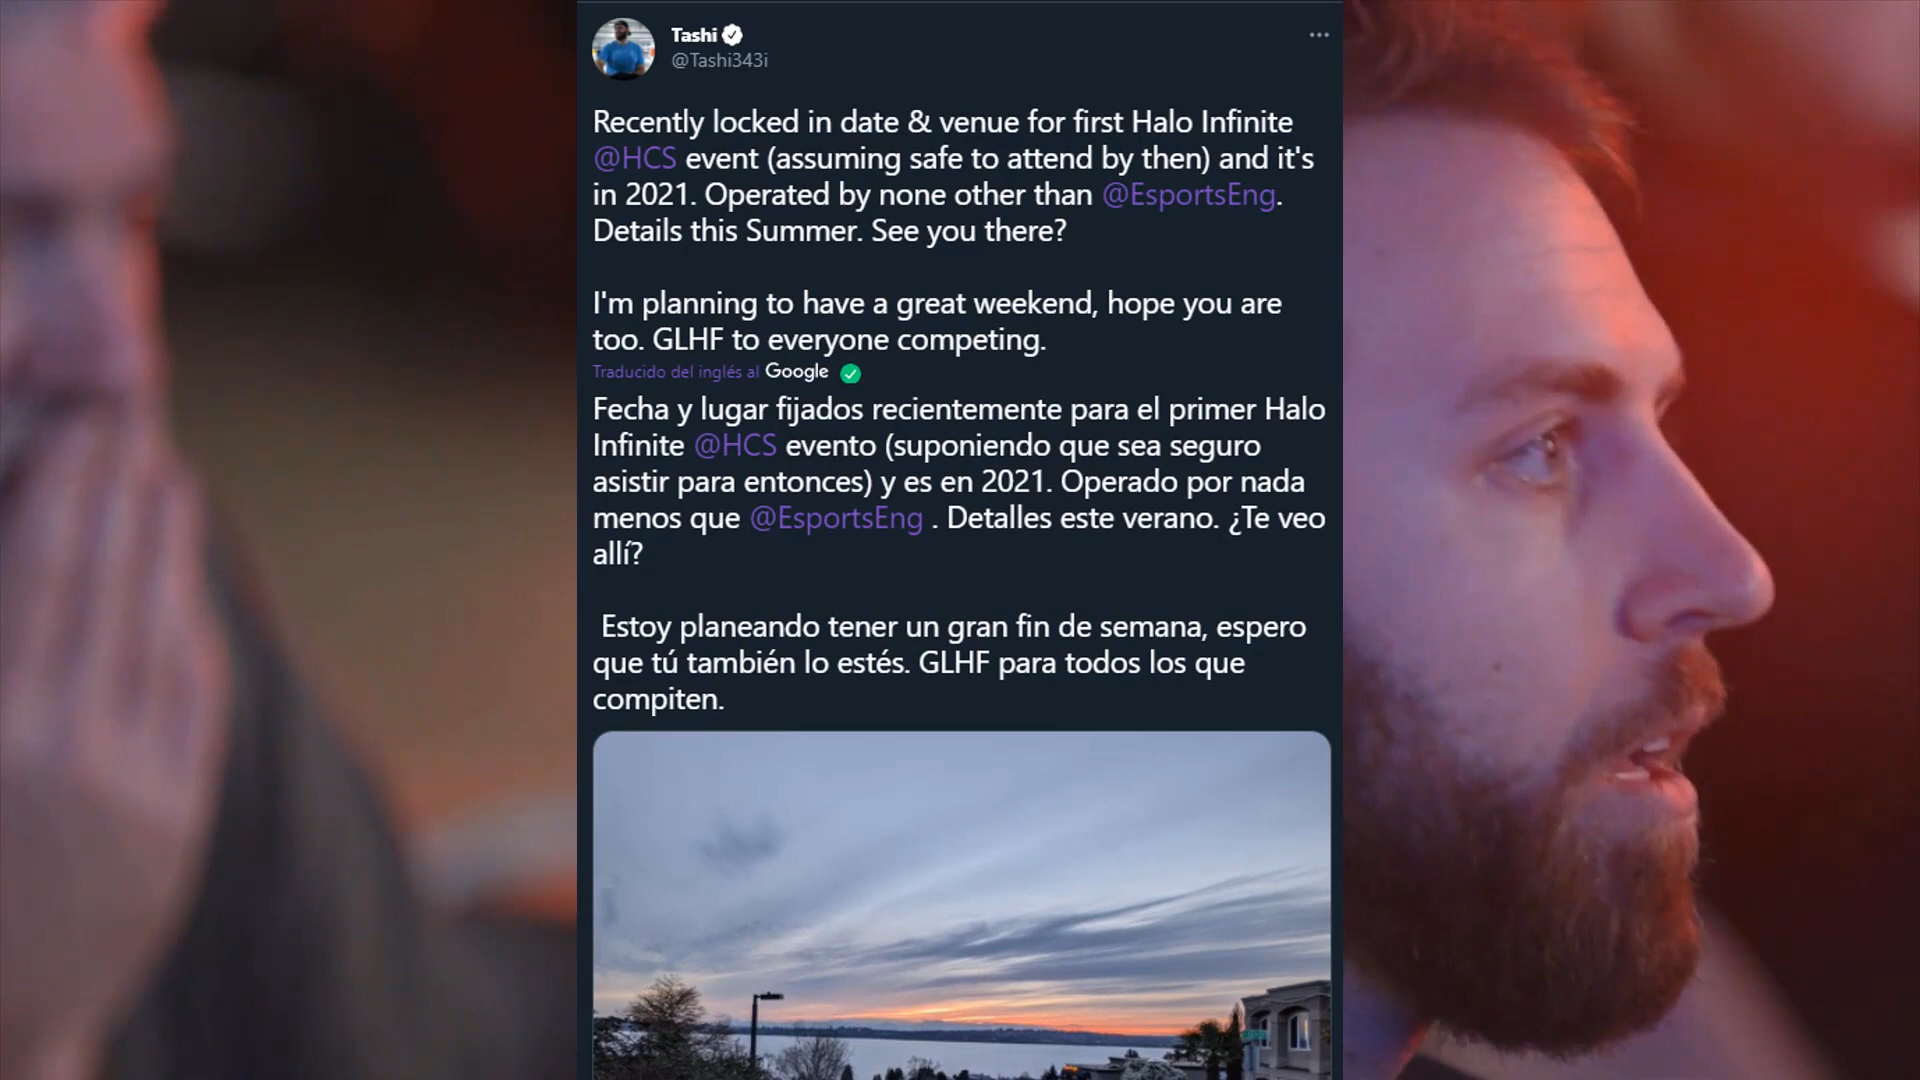 Tashi
@Tashi343i
Recently locked in date & venue for first Halo Infinite
@HCS event (assuming safe to attend by then) and it's
in 2021. Operated by none other than @EsportsEng.
Details this Summer. See you there?
I'm planning to have a great weekend, hope you are
too. GLHF to everyone competing.
Traducido del inglés al Google
Fecha y lugar fijados recientemente para el primer Halo
Infinite @HCS evento (suponiendo que sea seguro
asistir para entonces) y es en 2021. Operado por nada
menos que @EsportsEng . Detalles este verano. ¿Te veo
allí?
Estoy planeando tener un gran fin de semana, espero
que tú también lo estés. GLHF para todos los que
compiten.